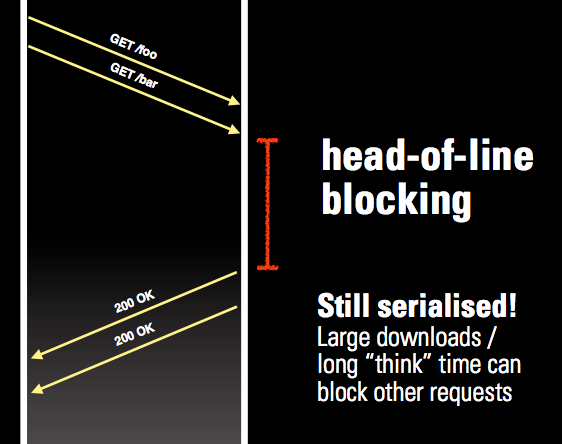 GET /foo
GET /bar
head-of-line
blocking
200 OK
200 OK
Still serialised!
Large downloads /
long “think” time can
block other requests